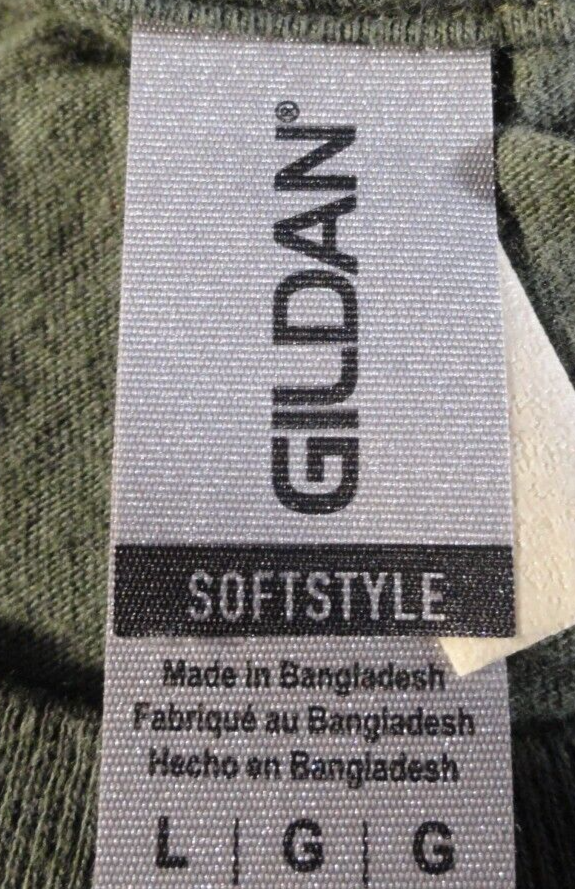 GILDAN®
SOFTSTYLE
Made in Bangladesh
Fabriqué au Bangladesh
Hecho en Bangladesh
L | G | G